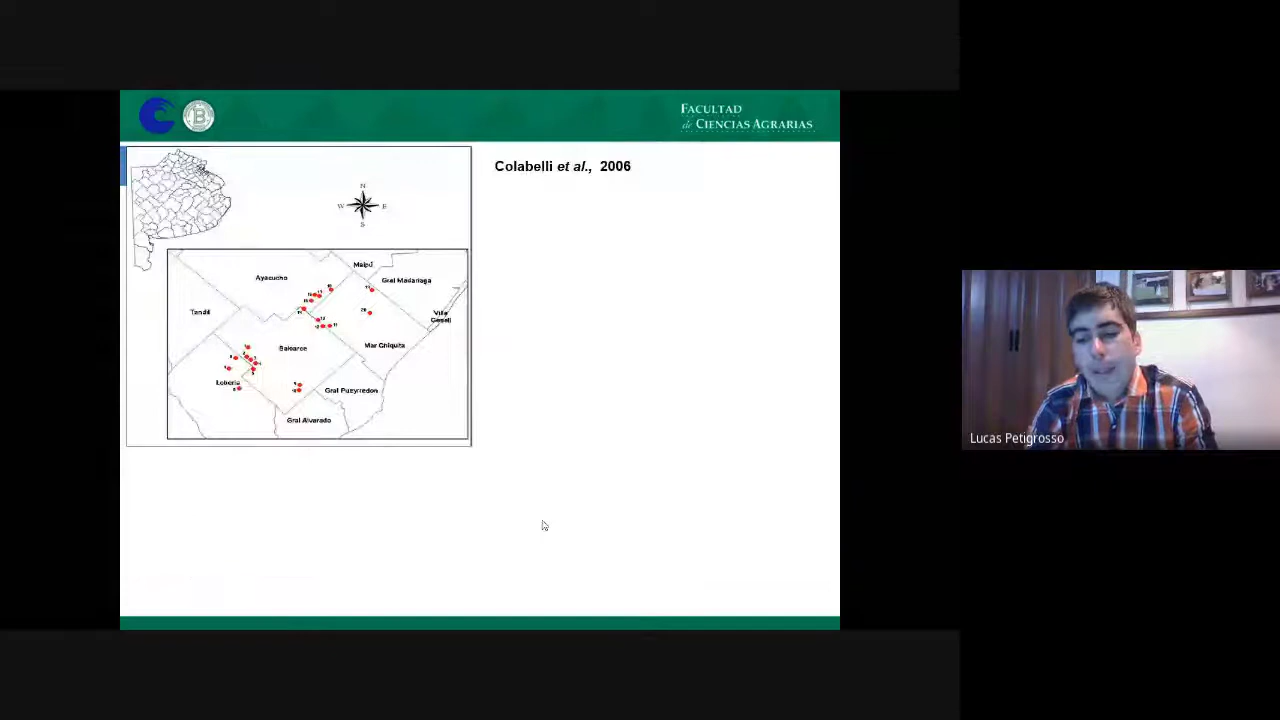 FACULTAD
de CIENCIAS AGRARIAS
B
Colabelli et al., 2006
N
W E
S
Maipú
Ayacucho
Gral Madariaga
Tandil
Villa
Gesell
Balcarce
Mar Chiquita
Lobería
Gral Pueyrredon
Gral Alvarado
Lucas Petigrosso